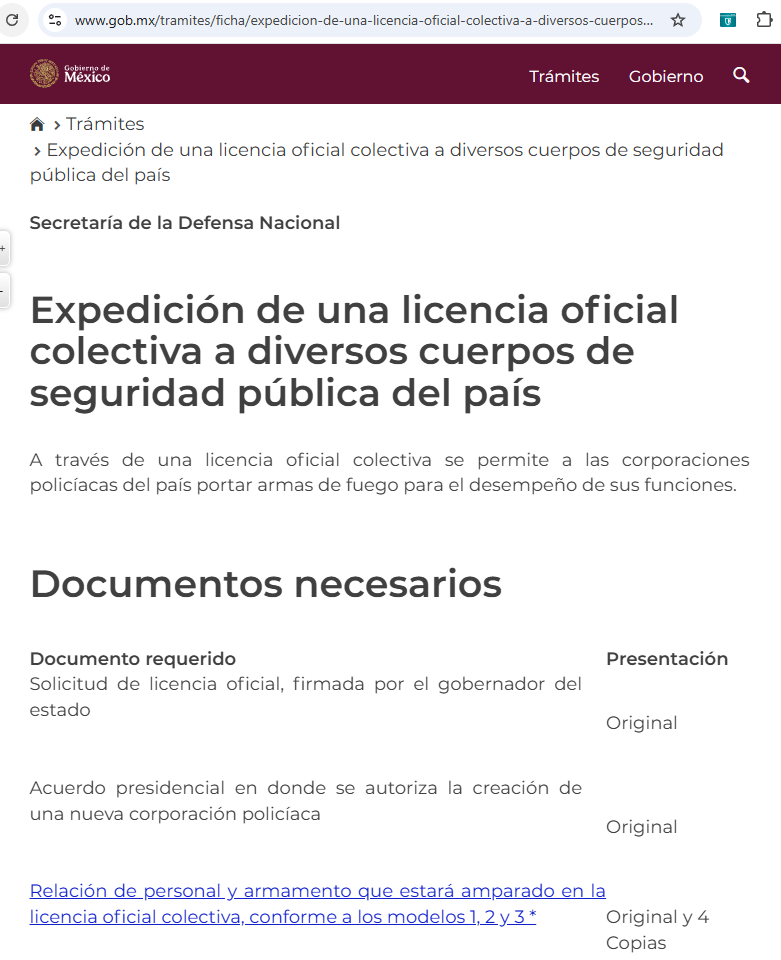 www.gob.mx/tramites/ficha/expedicion-de-una-licencia-oficial-colectiva-a-diversos-cuerpos...
Gobierno de
México
Trámites
Gobierno
> Trámites
> Expedición de una licencia oficial colectiva a diversos cuerpos de seguridad
pública del país
Secretaría de la Defensa Nacional
+
-
Expedición de una licencia oficial
colectiva a diversos cuerpos de
seguridad pública del país
A través de una licencia oficial colectiva se permite a las corporaciones
policíacas del país portar armas de fuego para el desempeño de sus funciones.
Documentos necesarios
Documento requerido
Presentación
Solicitud de licencia oficial, firmada por el gobernador del
estado
Original
Acuerdo presidencial en donde se autoriza la creación de
una nueva corporación policíaca
Original
Relación de personal y armamento que estará amparado en la
licencia oficial colectiva, conforme a los modelos 1, 2 y 3 *
Original y 4
Copias